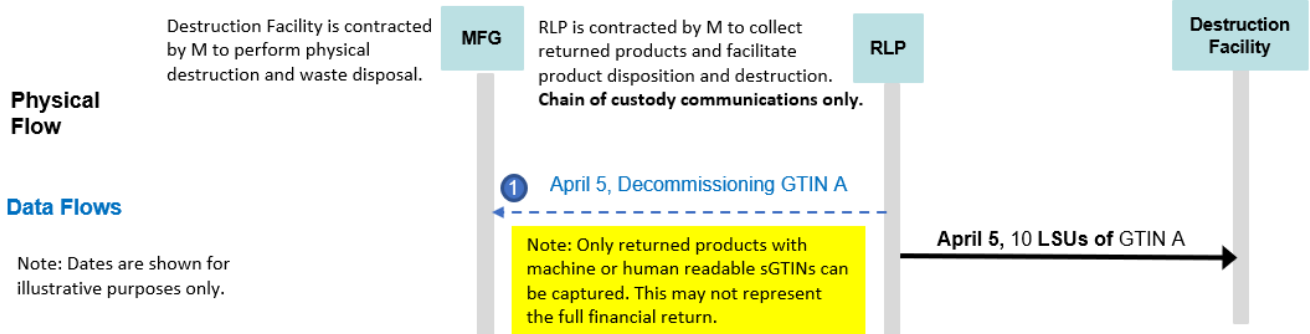 Destruction Facility is contracted
by M to perform physical
destruction and waste disposal.
MFG
RLP is contracted by M to collect
returned products and facilitate
product disposition and destruction.
Chain of custody communications only.
RLP
Destruction
Facility
Physical
Flow
1
April 5, Decommissioning GTIN A
Data Flows
Note: Only returned products with
machine or human readable sGTINs can
be captured. This may not represent
the full financial return.
April 5, 10 LSUs of GTIN A
Note: Dates are shown for
illustrative purposes only.